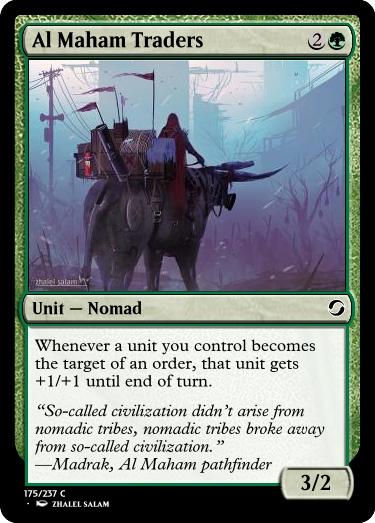 Al Maham Traders 2
zhalel salam
Unit — Nomad
Whenever a unit you control becomes
the target of an order, that unit gets
+1/+1 until end of turn.
“So-called civilization didn’t arise from
nomadic tribes, nomadic tribes broke away
from so-called civilization.”
—Madrak, Al Maham pathfinder
3/2
175/237 C
· ZHALEL SALAM